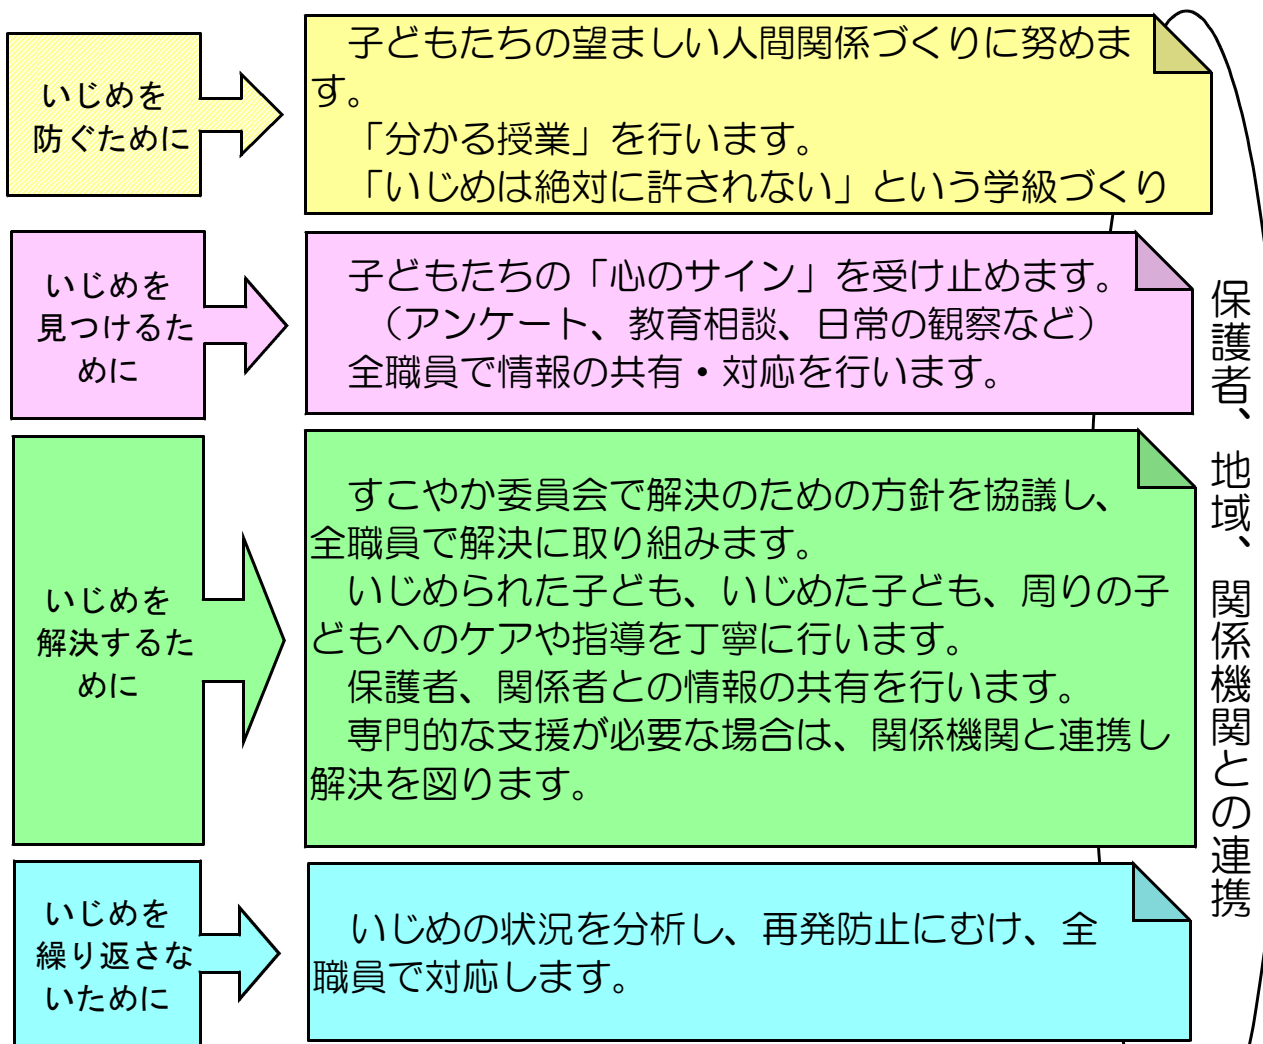 いじめを
防ぐために
子どもたちの望ましい人間関係づくりに努めま
す。
「分かる授業」を行います。
「いじめは絶対に許されない」という学級づくり
いじめを
見つけるた
めに
子どもたちの「心のサイン」を受け止めます。
（アンケート、教育相談、日常の観察など）
全職員で情報の共有・対応を行います。
いじめを
解決するた
めに
すこやか委員会で解決のための方針を協議し、
全職員で解決に取り組みます。
いじめられた子ども、いじめた子ども、周りの子
どもへのケアや指導を丁寧に行います。
保護者、関係者との情報の共有を行います。
専門的な支援が必要な場合は、関係機関と連携し
解決を図ります。
いじめを
繰り返さな
いために
いじめの状況を分析し、再発防止にむけ、全
職員で対応します。
保護者、地域、関係機関との連携